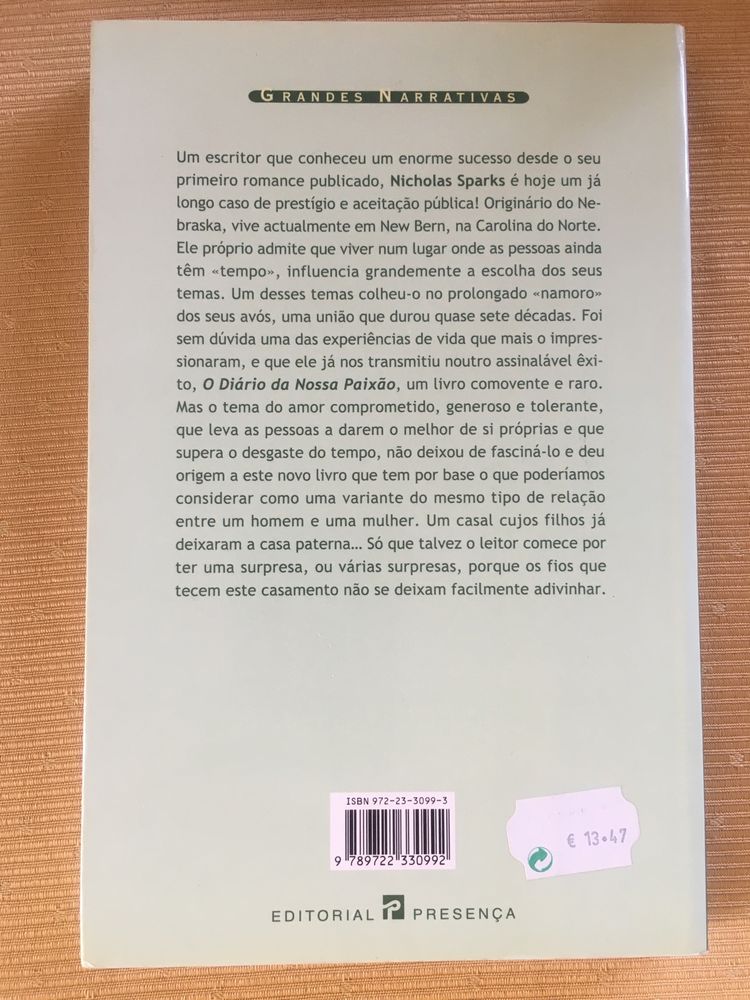 GRANDES NARRATIVAS
Um escritor que conheceu um enorme sucesso desde o seu
primeiro romance publicado, Nicholas Sparks é hoje um já
longo caso de prestígio e aceitação pública! Originário do Ne-
braska, vive actualmente em New Bern, na Carolina do Norte.
Ele próprio admite que viver num lugar onde as pessoas ainda
têm «tempo», influencia grandemente a escolha dos seus
temas. Um desses temas colheu-o no prolongado «namoro»
dos seus avós, uma união que durou quase sete décadas. Foi
sem dúvida uma das experiências de vida que mais o impres-
sionaram, e que ele já nos transmitiu noutro assinalável êxi-
to, O Diário da Nossa Paixão, um livro comovente e raro.
Mas o tema do amor comprometido, generoso e tolerante,
que leva as pessoas a darem o melhor de si próprias e que
supera o desgaste do tempo, não deixou de fasciná-lo e deu
origem a este novo livro que tem por base o que poderíamos
considerar como uma variante do mesmo tipo de relação
entre um homem e uma mulher. Um casal cujos filhos já
deixaram a casa paterna... Só que talvez o leitor comece por
ter uma surpresa, ou várias surpresas, porque os fios que
tecem este casamento não se deixam facilmente adivinhar.
ISBN 972-23-3099-3
9 789722 330992
€ 13.47
EDITORIAL PRESENÇA